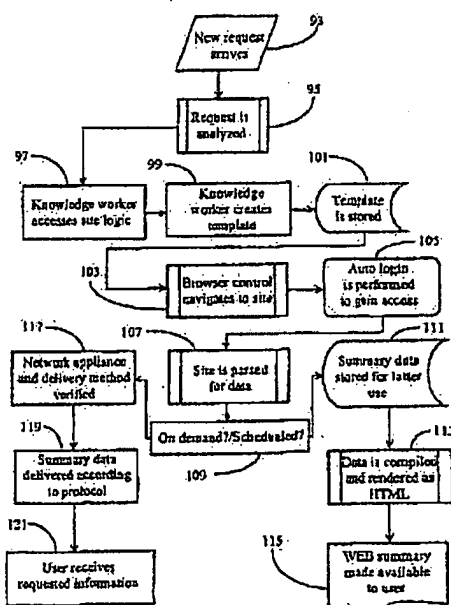 93
New request
arrives
95
Request is
analyzed
97
Knowledge worker
accesses site logic
99
Knowledge
worker creates
template
101
Template
is stored
103
Browser control
navigates to site
105
Auto login
is performed
to gain access
107
Site is parsed
for data
109
On demand?/Scheduled?
111
Summary data
stored for latter
use
113
Data is compiled
and rendered as
HTML
115
WEB summary
made available
to user
117
Network appliance
and delivery method
verified
119
Summary data
delivered according
to protocol
121
User receives
requested information